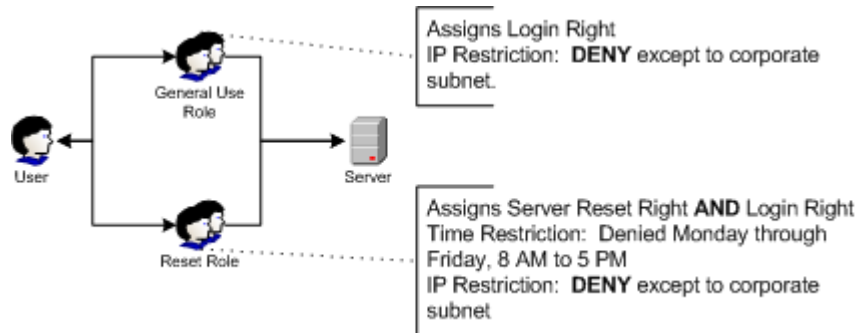 Assigns Login Right
IP Restriction:  DENY except to corporate
subnet.
General Use
Role
User
Server
Reset Role
Assigns Server Reset Right AND Login Right
Time Restriction:  Denied Monday through
Friday, 8 AM to 5 PM
IP Restriction:  DENY except to corporate
subnet